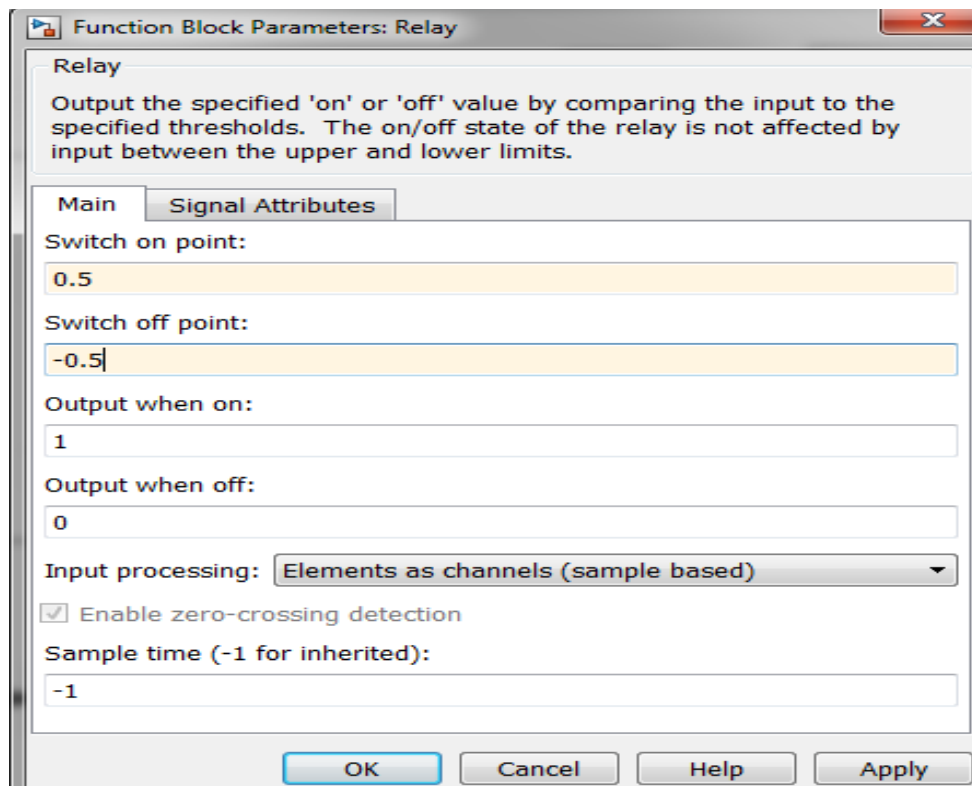 Function Block Parameters: Relay
Relay
Output the specified 'on' or 'off' value by comparing the input to the
specified thresholds. The on/off state of the relay is not affected by
input between the upper and lower limits.
Main
Signal Attributes
Switch on point:
0.5
Switch off point:
-0.5
Output when on:
1
Output when off:
0
Input processing: Elements as channels (sample based)
Enable zero-crossing detection
Sample time (-1 for inherited):
-1
OK
Cancel
Help
Apply